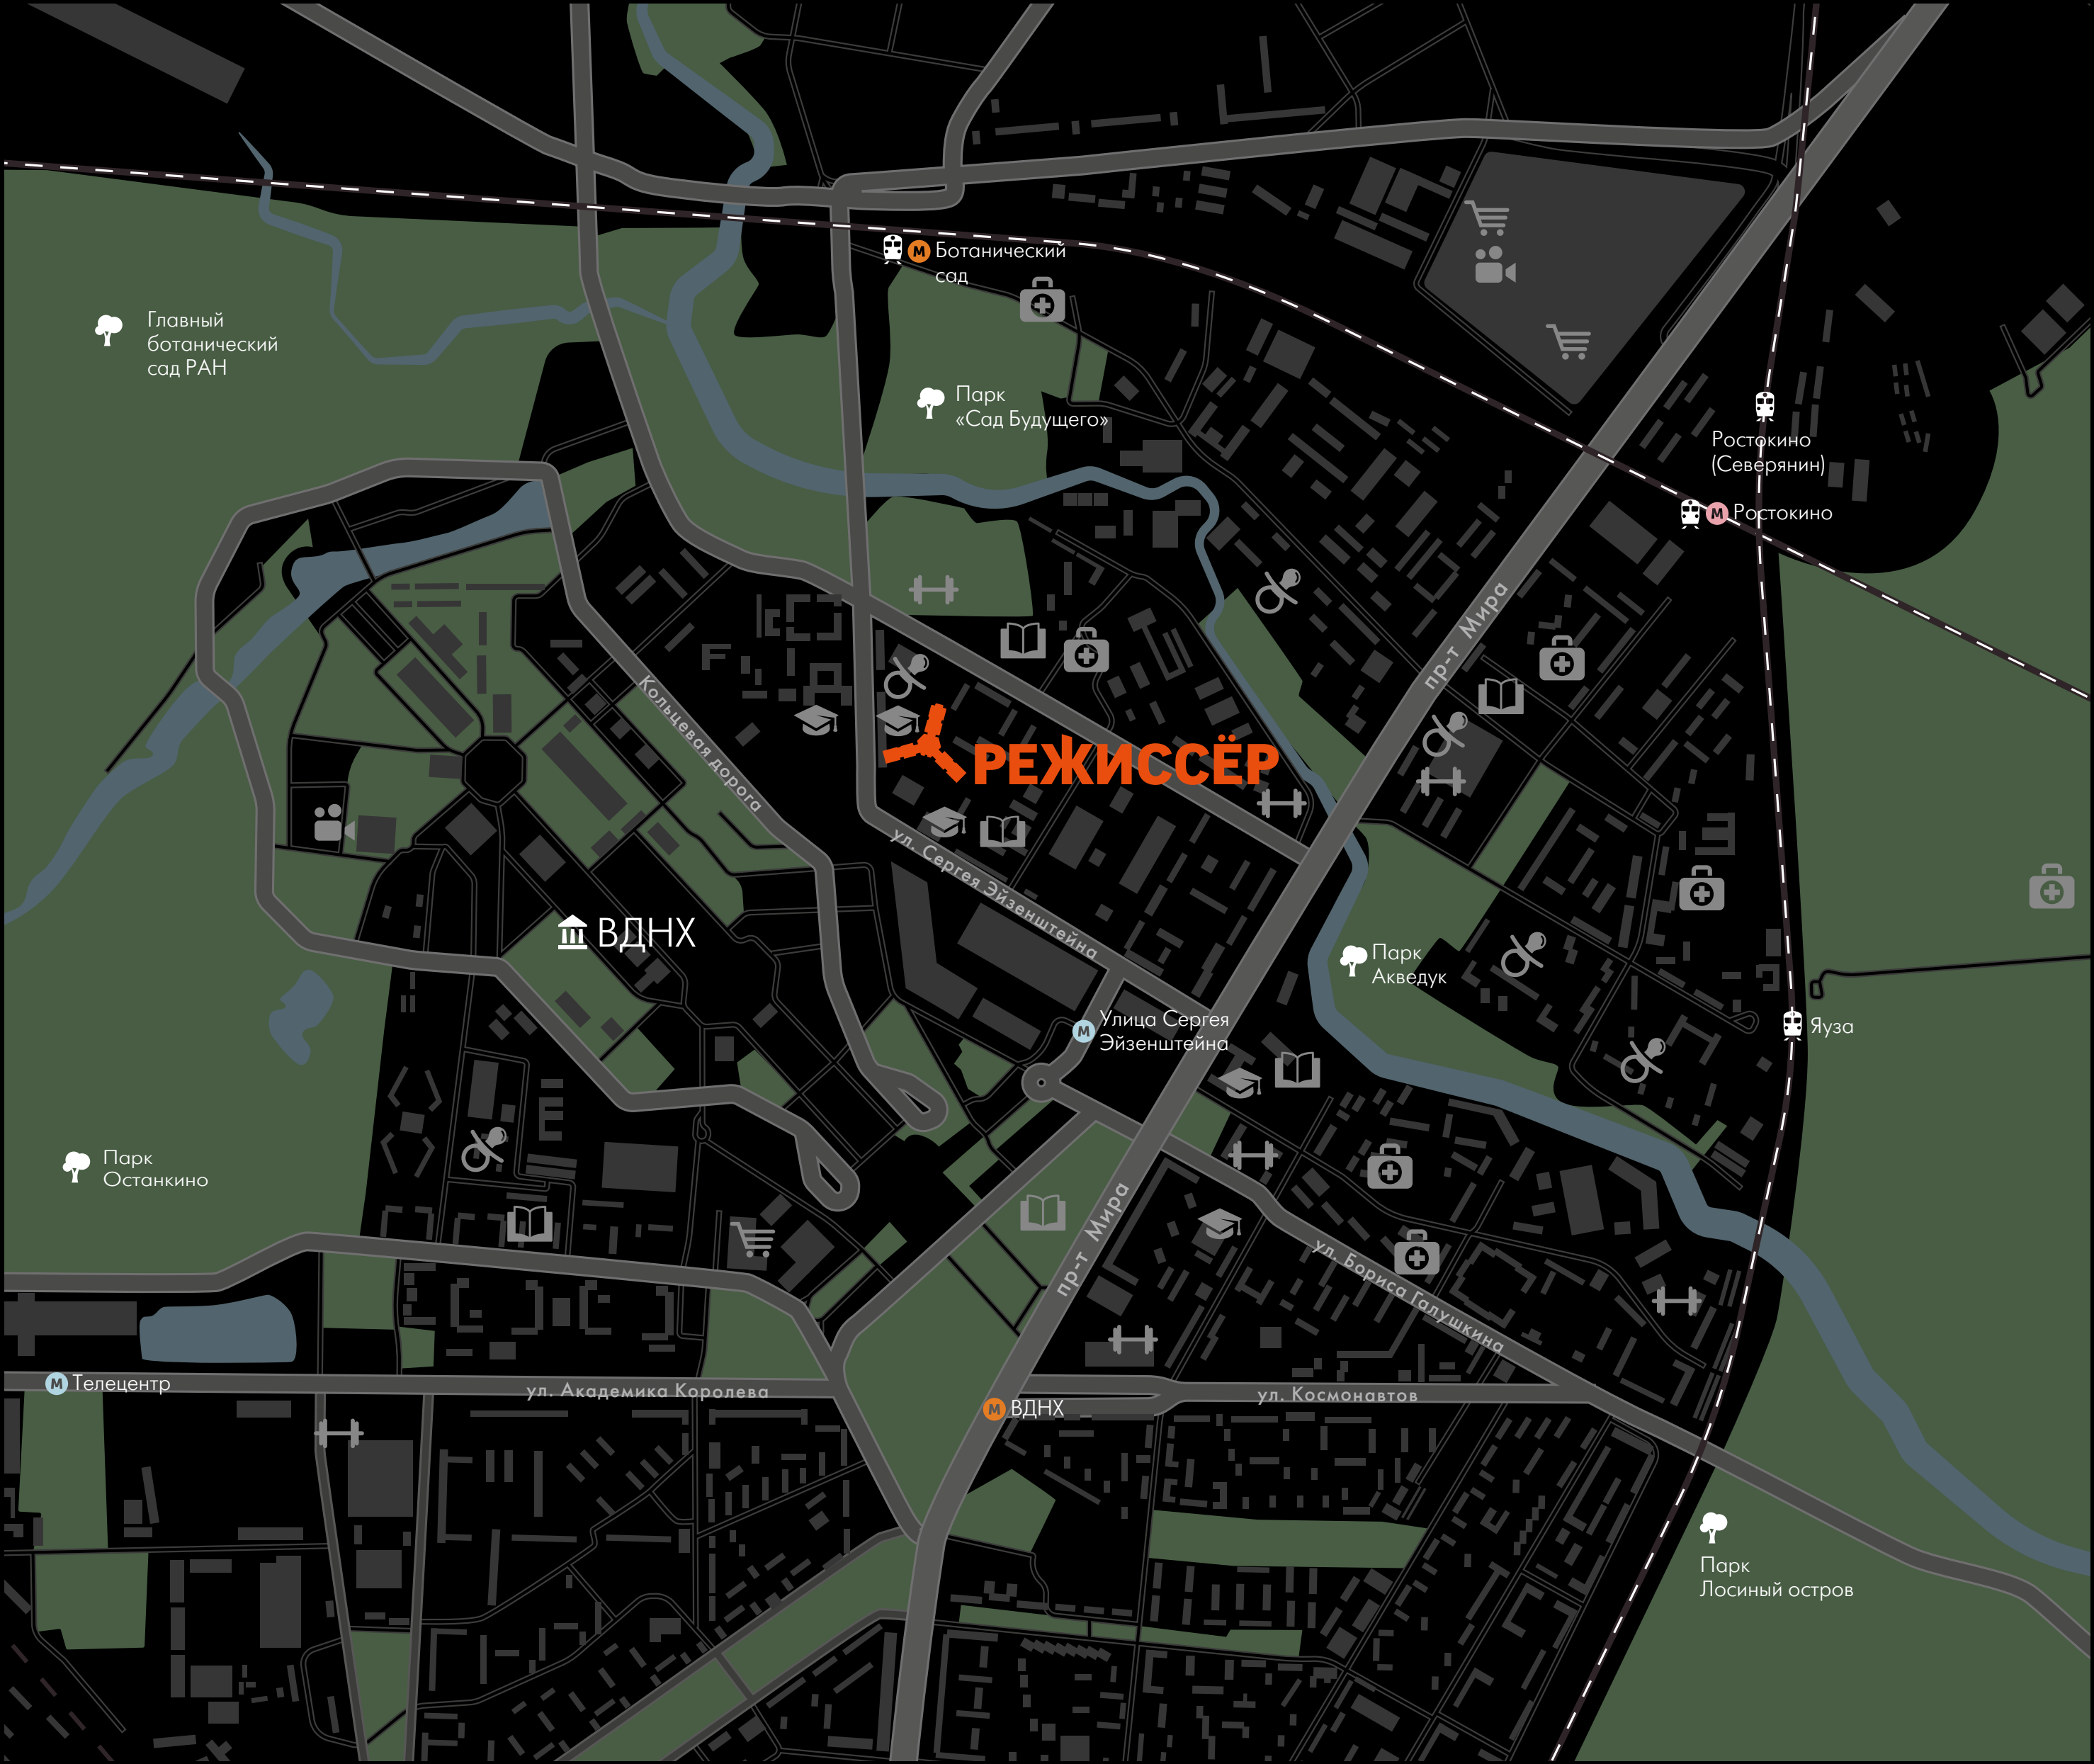 М Ботанический
сад
Главный
ботанический
сад РАН
Парк
«Сад Будущего»
Ростокино
(Северянин)
М Ростокино
пр-т Мира
Кольцевая дорога
РЕЖИССЁР
ул. Сергея Эйзенштейна
ВДНХ
Парк
Акведук
М Улица Сергея
Эйзенштейна
Яуза
Парк
Останкино
пр-т Мира
ул. Бориса Галушкина
М Телецентр
ул. Академика Королева
М ВДНХ
ул. Космонавтов
Парк
Лосиный остров